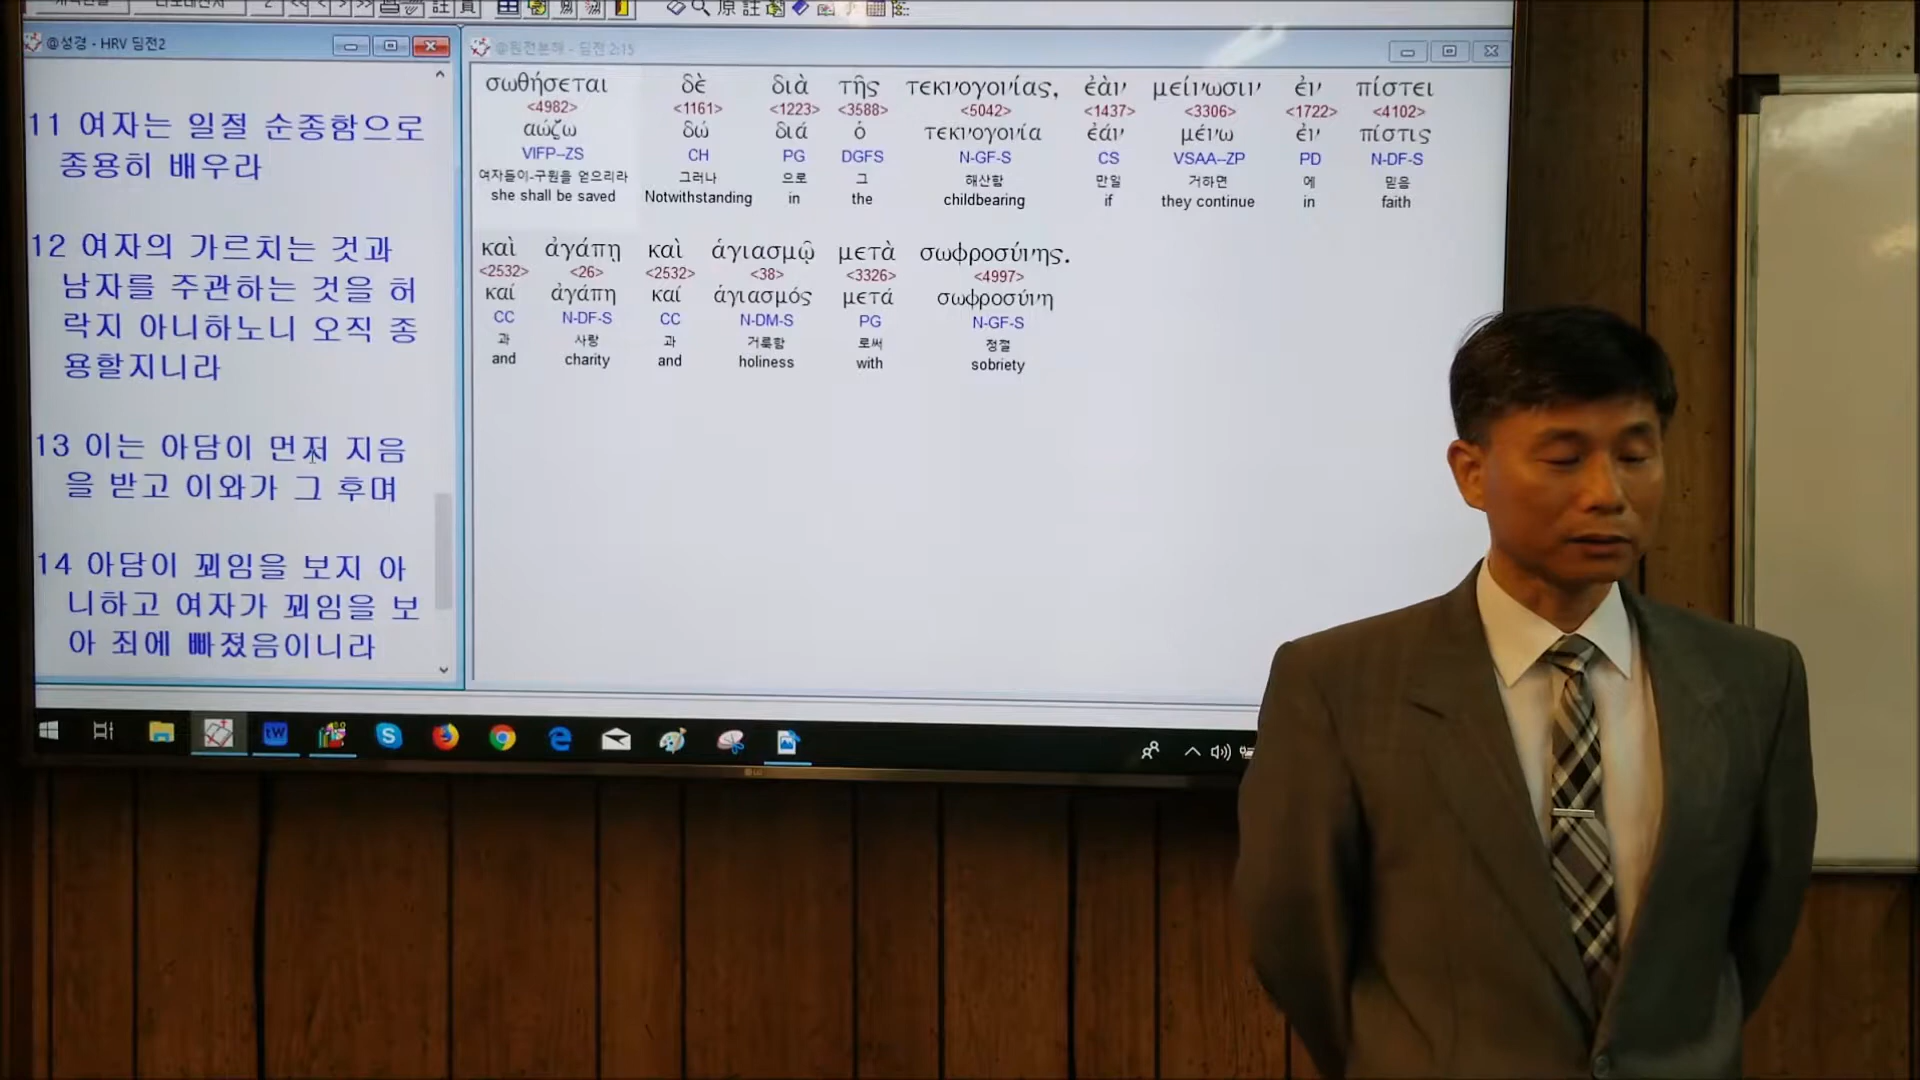 @성경 - HRV 딤전2
11 여자는 일절 순종함으로
종용히 배우라
12 여자의 가르치는 것과
남자를 주관하는 것을 허
락지 아니하노니 오직 종
용할지니라
13 이는 아담이 먼저 지음
을 받고 이와가 그 후며
14 아담이 꾀임을 보지 아
니하고 여자가 꾀임을 보
아 죄에 빠졌음이니라
@원전분해 - 딤전 2:15
σωθήσεται δὲ διὰ τῆς τεκνογονίας, ἐὰν μείνωσιν ἐν πίστει
<4982> <1161> <1223> <3588> <5042> <1437> <3306> <1722> <4102>
σώζω δέ διά ὁ τεκνογονία ἐάν μένω ἐν πίστις
VIFP--ZS CH PG DGFS N-GF-S CS VSAA--ZP PD N-DF-S
여자들이-구원을 얻으리라 그러나 으로 그 해산함 만일 거하면 에 믿음
she shall be saved Notwithstanding in the childbearing if they continue in faith
καὶ ἀγάπῃ καὶ ἁγιασμῷ μετὰ σωφροσύνης.
<2532> <26> <2532> <38> <3326> <4997>
καί ἀγάπη καί ἁγιασμός μετά σωφροσύνη
CC N-DF-S CC N-DM-S PG N-GF-S
과 사랑 과 거룩함 로써 정절
and charity and holiness with sobriety